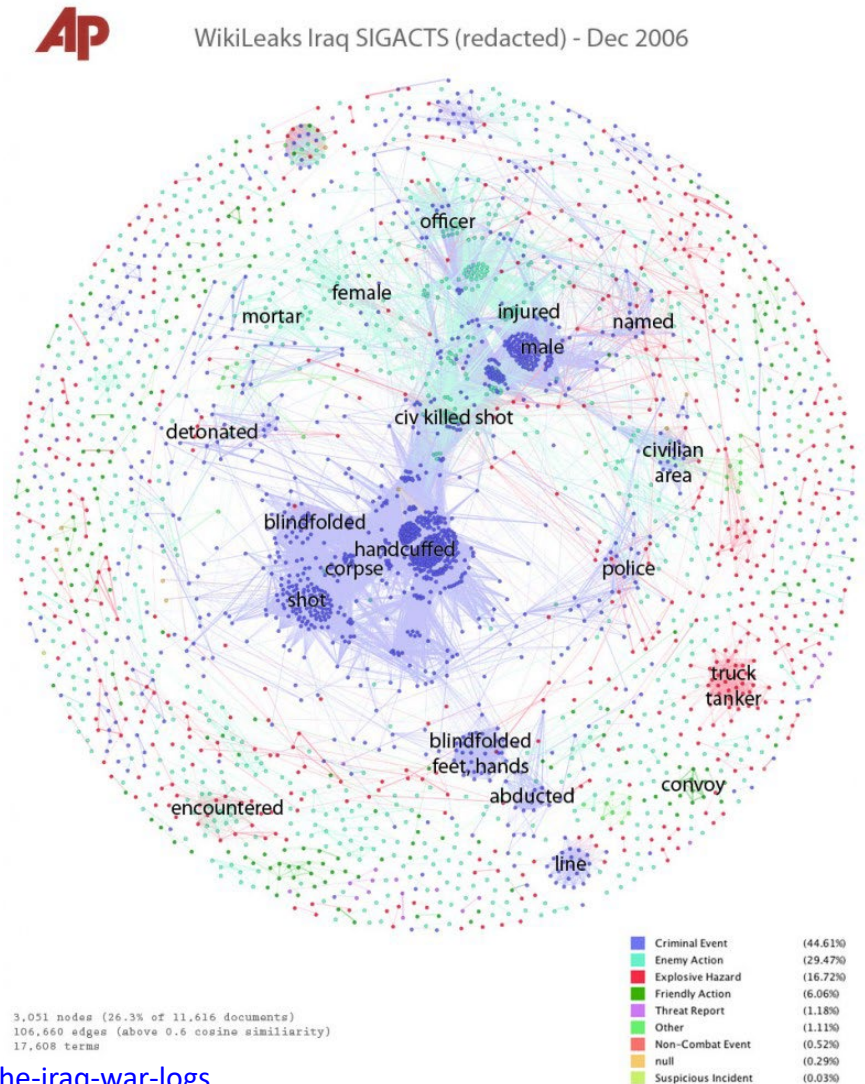 AP
WikiLeaks Iraq SIGACTS (redacted) - Dec 2006
officer
female
mortar
injured
named
male
civ killed shot
detonated
civilian
area
blindfolded
handcuffed
corpse
police
shot
truck
tanker
blindfolded
feet, hands
convoy
abducted
encountered
line
Criminal Event (44.61%)
Enemy Action (29.47%)
Explosive Hazard (16.72%)
Friendly Action (6.06%)
Threat Report (1.18%)
Other (1.11%)
Non-Combat Event (0.52%)
null (0.29%)
Suspicious Incident (0.03%)
3,051 nodes (26.3% of 11,616 documents)
106,660 edges (above 0.6 cosine similiarity)
17,608 terms
he-iraq-war-logs